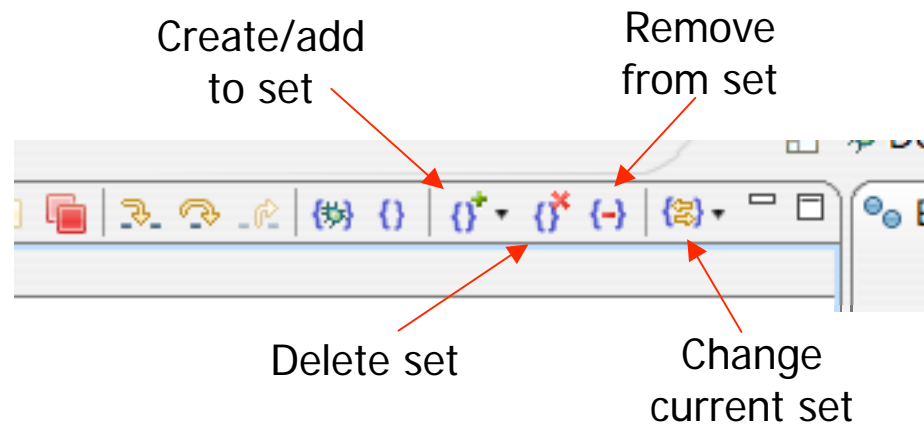 Create/add
to set
Remove
from set
Delete set
Change
current set